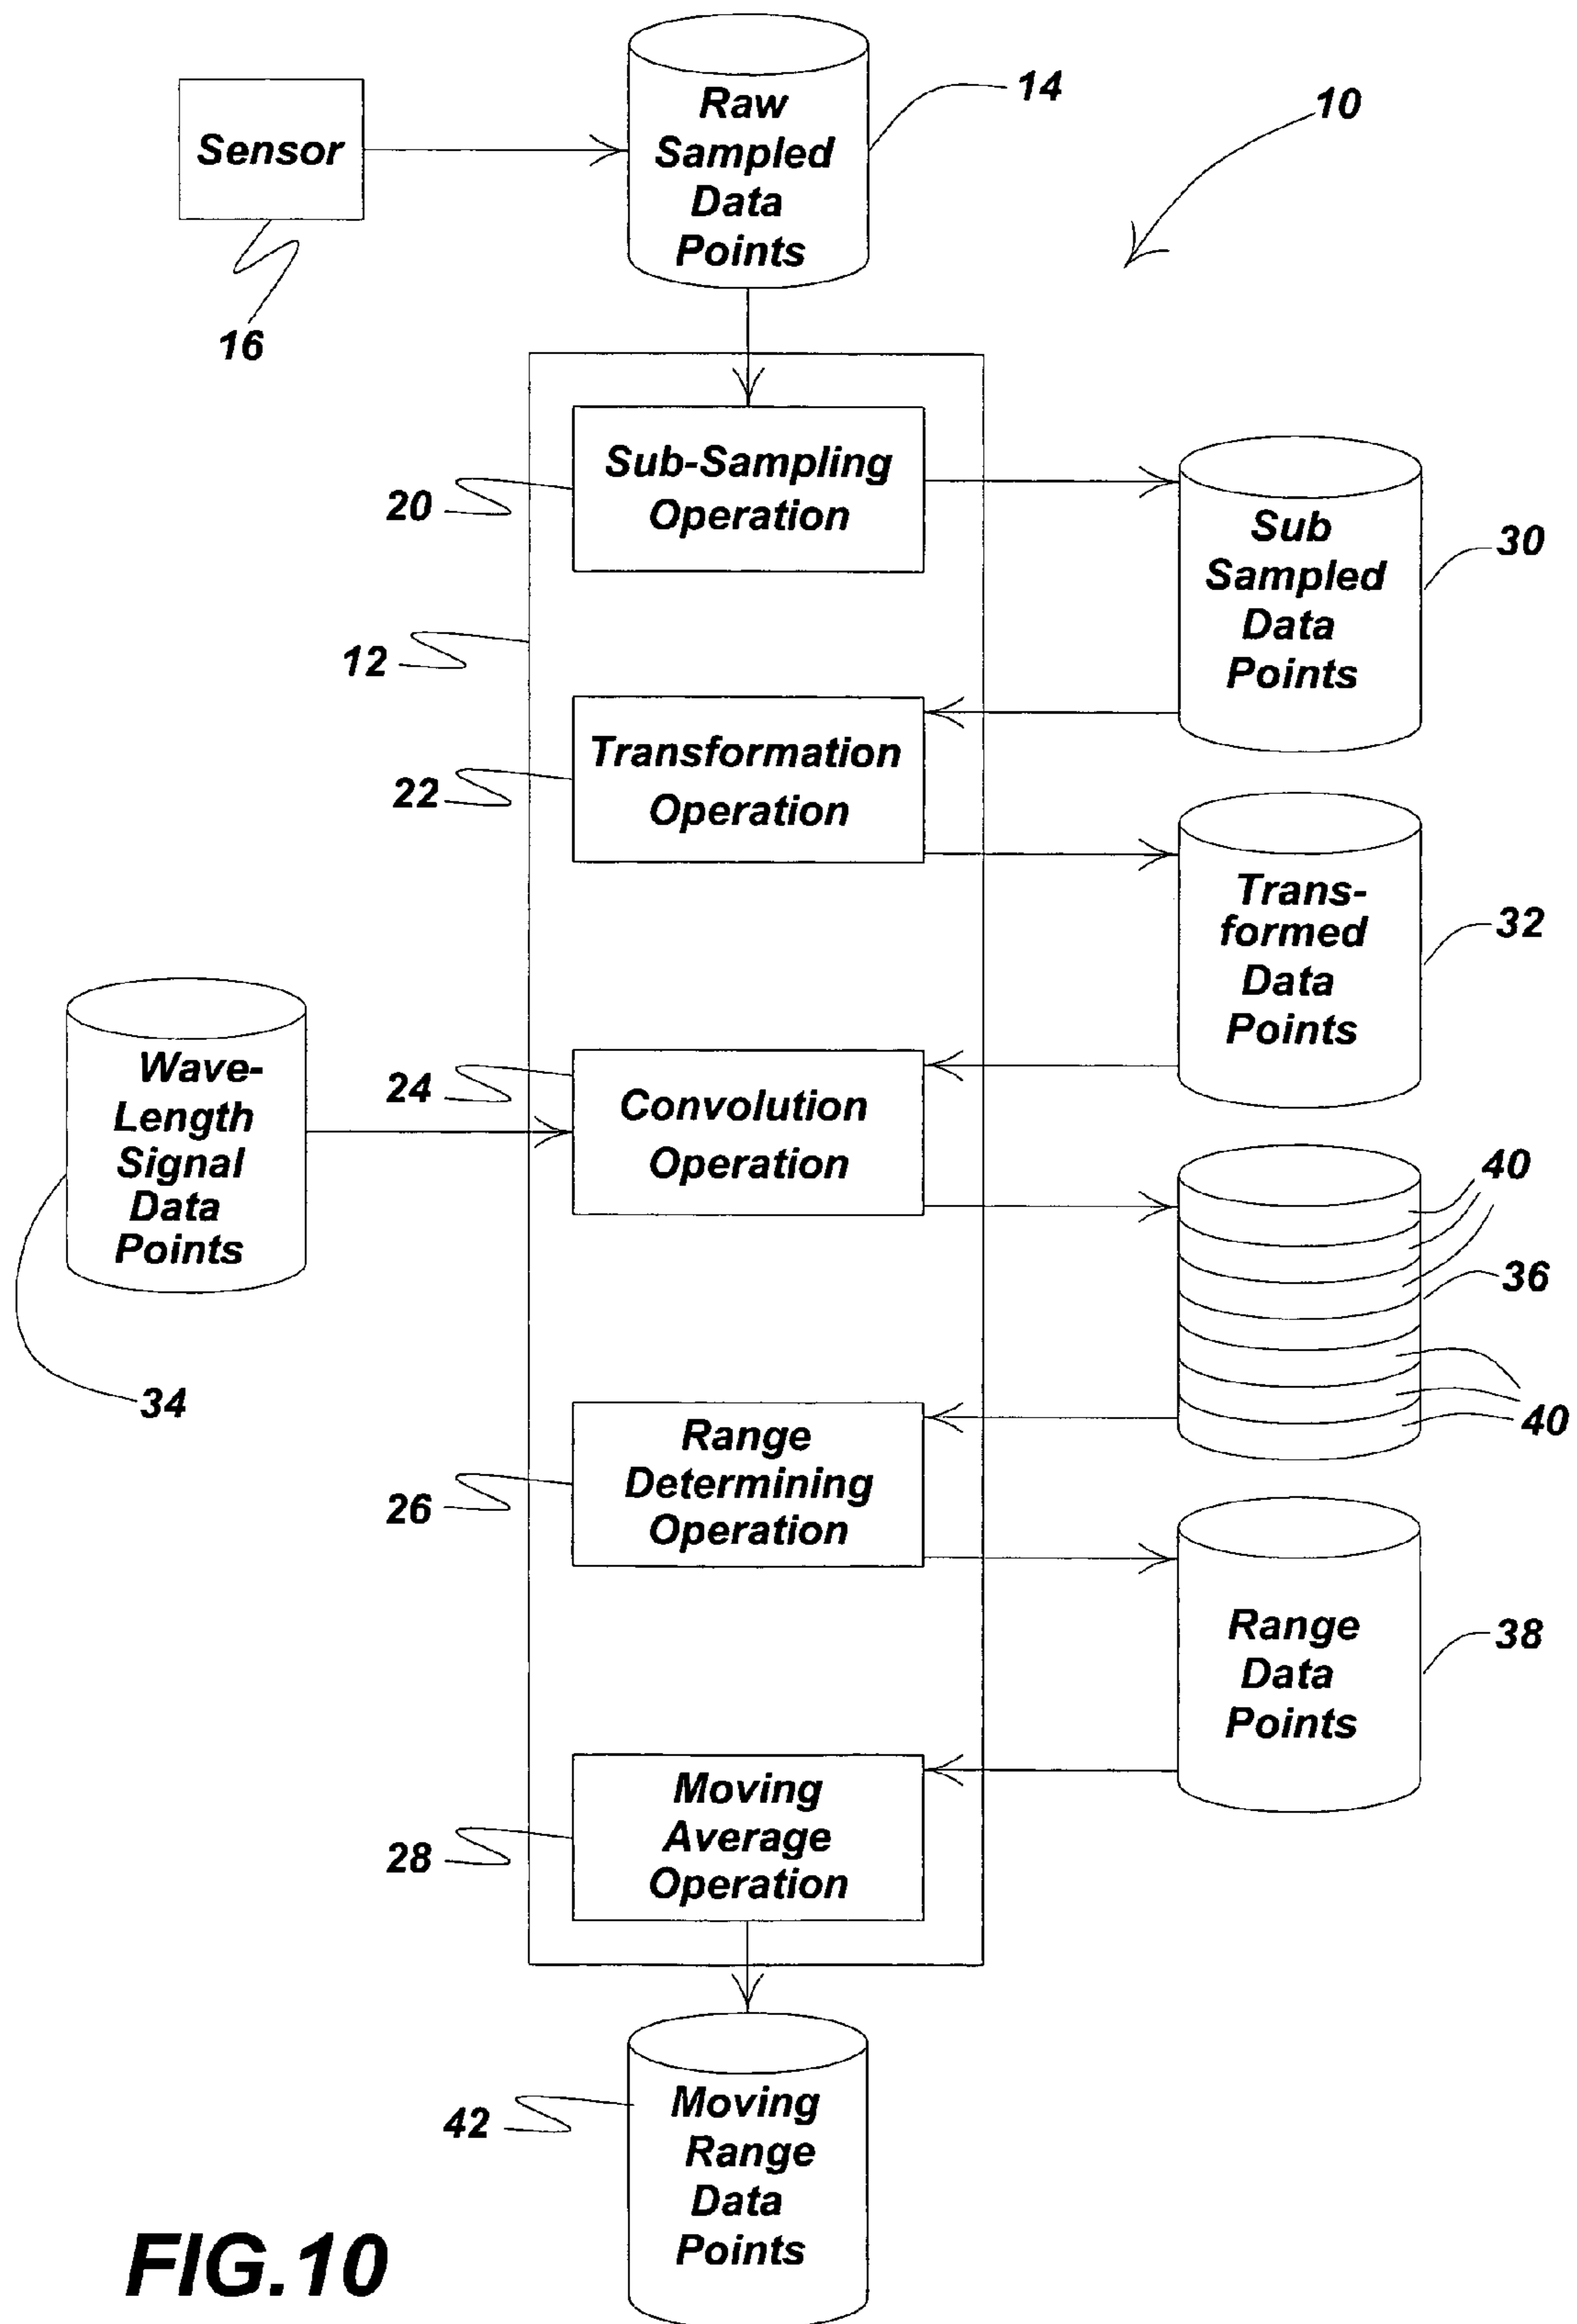 Sensor
16
Raw
Sampled
Data
Points
14
10
Sub-Sampling
Operation
20
Sub
Sampled
Data
Points
30
12
Transformation
Operation
22
Trans-
formed
Data
Points
32
Wave-
Length
Signal
Data
Points
34
Convolution
Operation
24
40
36
40
Range
Determining
Operation
26
Range
Data
Points
38
Moving
Average
Operation
28
Moving
Range
Data
Points
42
FIG.10